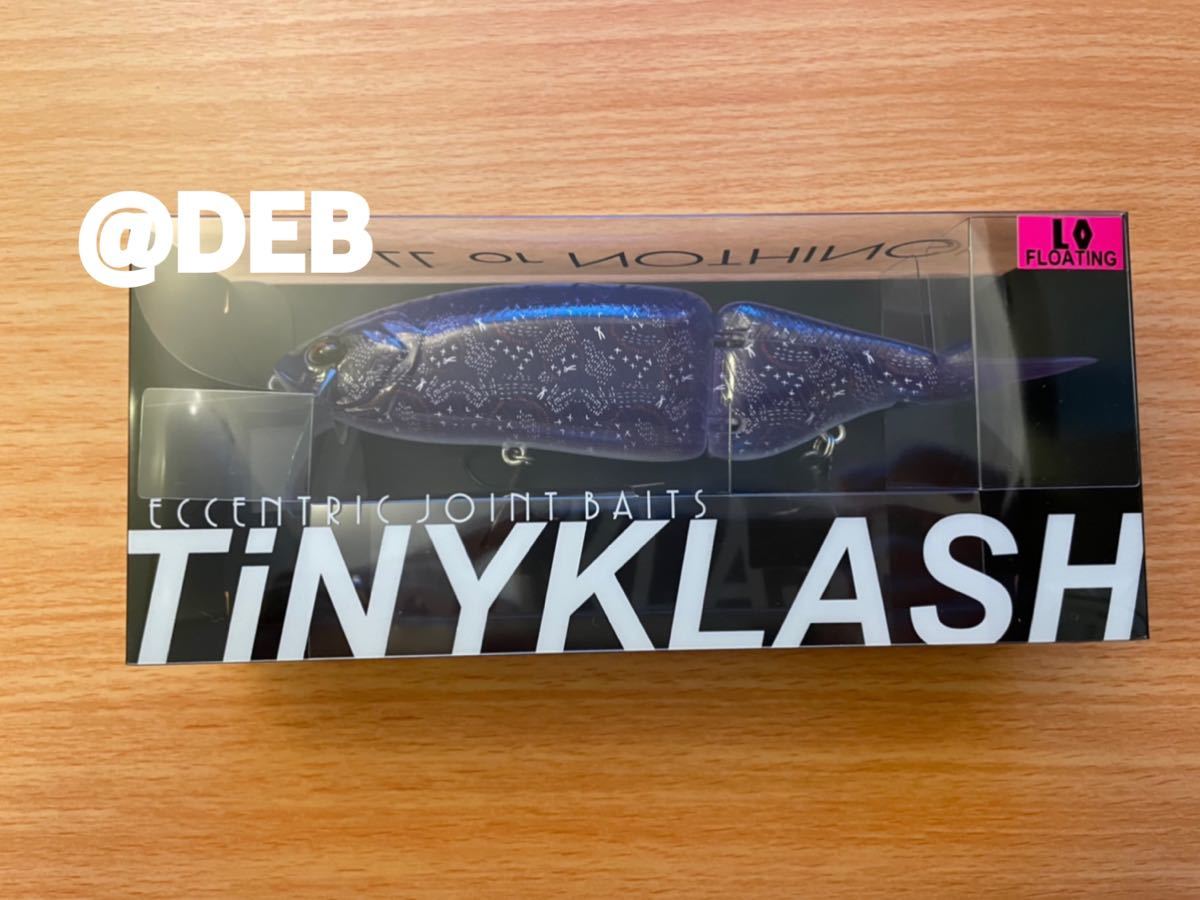 @DEB
ALL or NOTHING
LO
FLOATING
ECCENTRIC JOINT BAITS
TiNYKLASH